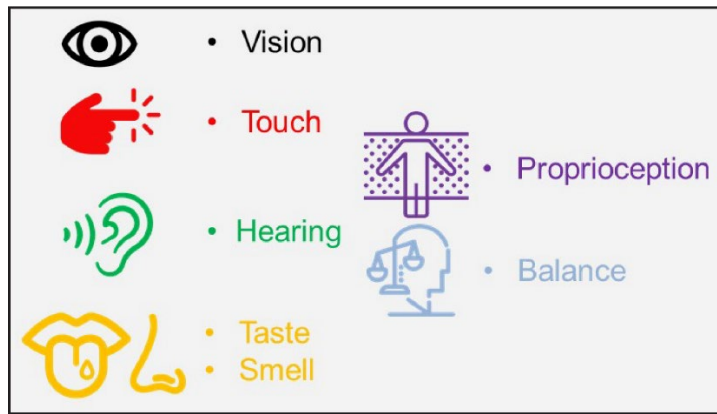 • Vision
• Touch
• Hearing
• Taste
• Smell
• Proprioception
• Balance